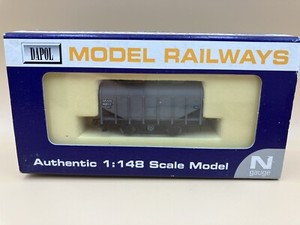 DAPOL
MODEL RAILWAYS
Authentic 1:148 Scale Model
N
gauge